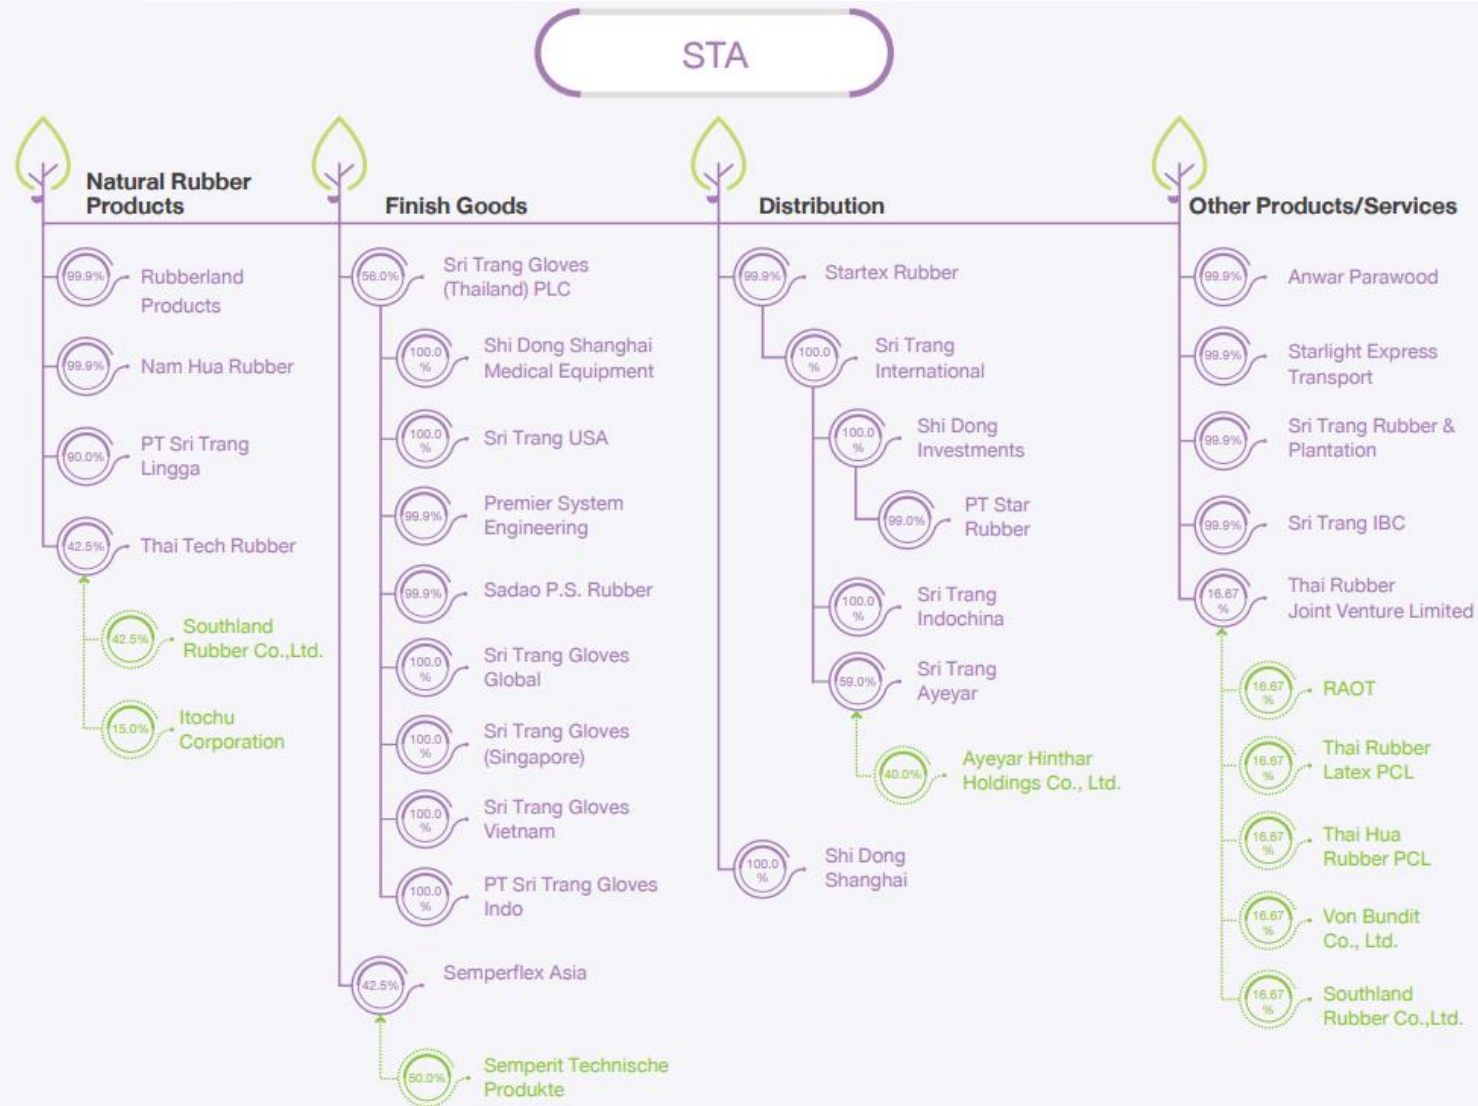 STA
Natural Rubber
Products
99.9%
Rubberland
Products
99.9%
Nam Hua Rubber
90.0%
PT Sri Trang
Lingga
42.5%
Thai Tech Rubber
42.5%
Southland
Rubber Co.,Ltd.
15.0%
Itochu
Corporation
Finish Goods
56.0%
Sri Trang Gloves
(Thailand) PLC
100.0
%
Shi Dong Shanghai
Medical Equipment
100.0
%
Sri Trang USA
99.9%
Premier System
Engineering
99.9%
Sadao P.S. Rubber
100.0
%
Sri Trang Gloves
Global
100.0
%
Sri Trang Gloves
(Singapore)
100.0
%
Sri Trang Gloves
Vietnam
100.0
%
PT Sri Trang Gloves
Indo
42.5%
Semperflex Asia
50.0%
Semperit Technische
Produkte
Distribution
99.9%
Startex Rubber
100.0
%
Sri Trang
International
100.0
%
Shi Dong
Investments
99.0%
PT Star
Rubber
100.0
%
Sri Trang
Indochina
59.0%
Sri Trang
Ayeyar
40.0%
Ayeyar Hinthar
Holdings Co., Ltd.
100.0
%
Shi Dong
Shanghai
Other Products/Services
99.9%
Anwar Parawood
99.9%
Starlight Express
Transport
99.9%
Sri Trang Rubber &
Plantation
99.9%
Sri Trang IBC
16.67
%
Thai Rubber
Joint Venture Limited
16.67
%
RAOT
16.67
%
Thai Rubber
Latex PCL
16.67
%
Thai Hua
Rubber PCL
16.67
%
Von Bundit
Co., Ltd.
16.67
%
Southland
Rubber Co.,Ltd.